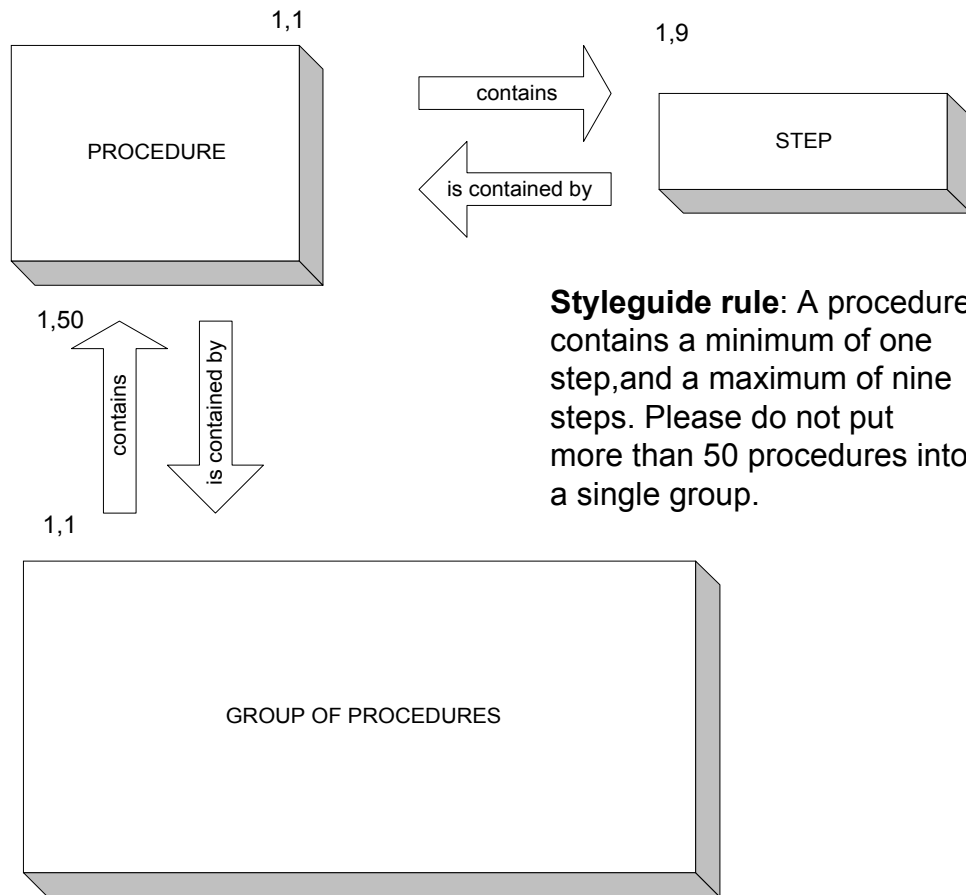 1,1
1,9
contains
PROCEDURE
STEP
is contained by
Styleguide rule: A procedure
contains a minimum of one
step,and a maximum of nine
steps. Please do not put
more than 50 procedures into
a single group.
1,50
contains
is contained by
1,1
GROUP OF PROCEDURES